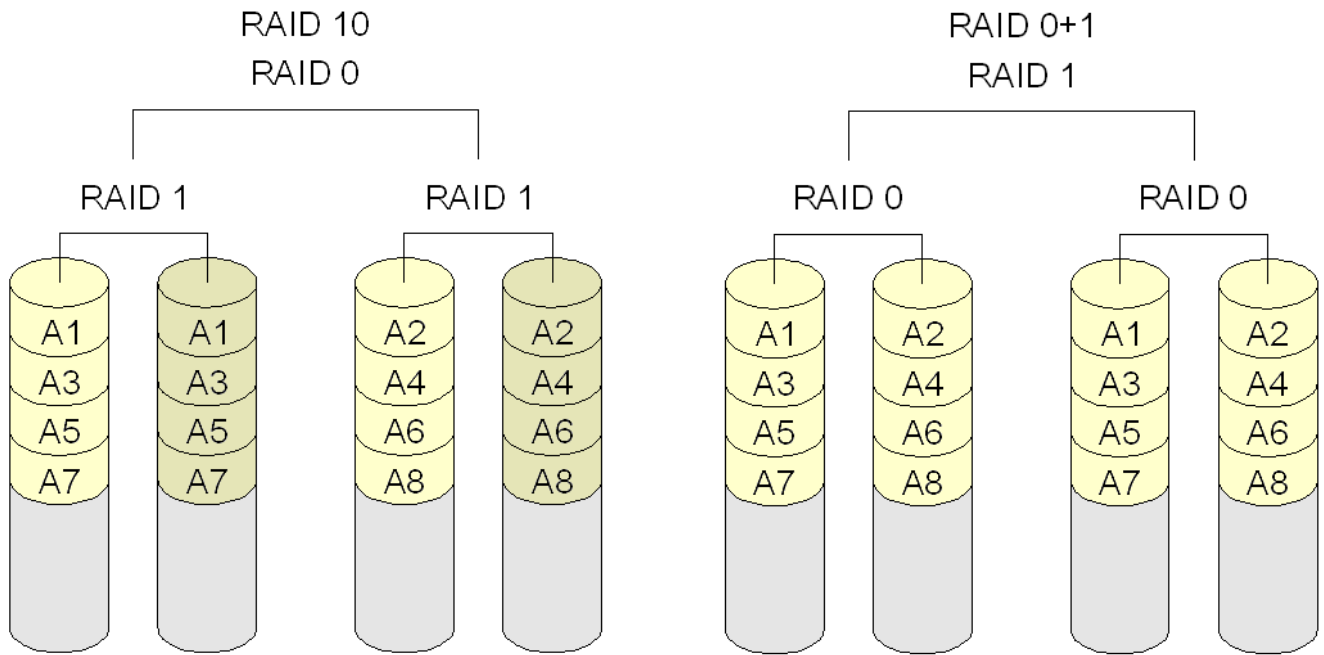 RAID 10
RAID 0
RAID 1 RAID 1
A1 A1 A2 A2
A3 A3 A4 A4
A5 A5 A6 A6
A7 A7 A8 A8
RAID 0+1
RAID 1
RAID 0 RAID 0
A1 A2 A1 A2
A3 A4 A3 A4
A5 A6 A5 A6
A7 A8 A7 A8